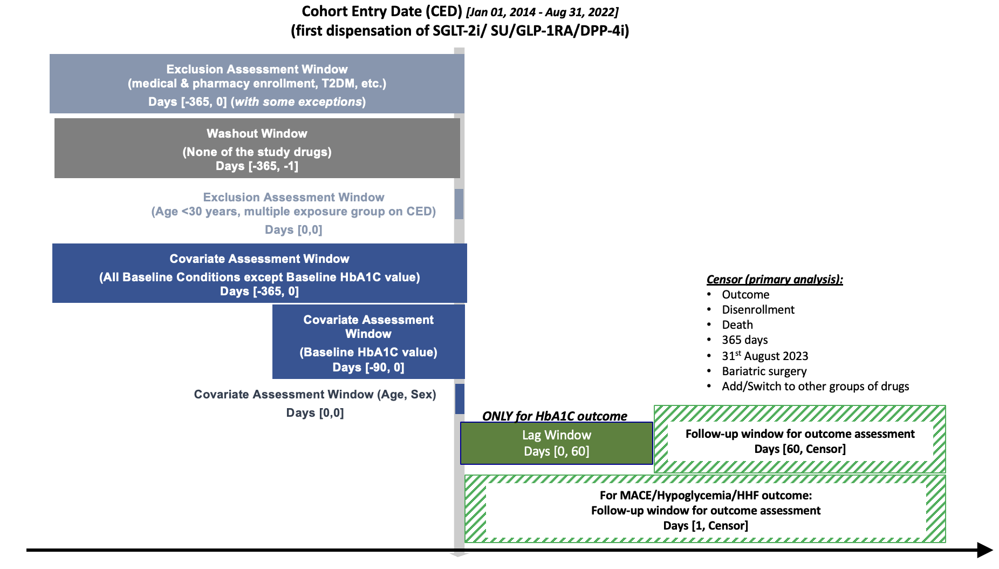 Cohort Entry Date (CED) [Jan 01, 2014 - Aug 31, 2022]
(first dispensation of SGLT-2i/ SU/GLP-1RA/DPP-4i)
Exclusion Assessment Window
(medical & pharmacy enrollment, T2DM, etc.)
Days [-365, 0] (with some exceptions)
Washout Window
(None of the study drugs)
Days [-365, -1]
Exclusion Assessment Window
(Age <30 years, multiple exposure group on CED)
Days [0,0]
Covariate Assessment Window
(All Baseline Conditions except Baseline HbA1C value)
Days [-365, 0]
Covariate Assessment
Window
(Baseline HbA1C value)
Days [-90, 0]
Covariate Assessment Window (Age, Sex)
Days [0,0]
Censor (primary analysis):
• Outcome
• Disenrollment
• Death
• 365 days
• 31st August 2023
• Bariatric surgery
• Add/Switch to other groups of drugs
ONLY for HbA1C outcome
Lag Window
Days [0, 60]
Follow-up window for outcome assessment
Days [60, Censor]
For MACE/Hypoglycemia/HHF outcome:
Follow-up window for outcome assessment
Days [1, Censor]